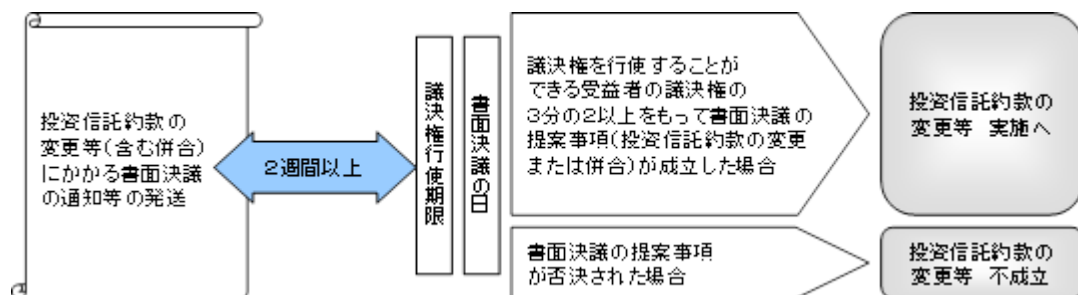 投資信託約款の
変更等(含む併合)
にかかる書面決議
の通知等の発送
2週間以上
議決権行使期限
書面決議の日
議決権を行使することが
できる受益者の議決権の
3分の2以上をもって書面決議の
提案事項(投資信託約款の変更
または併合)が成立した場合
投資信託約款の
変更等 実施へ
書面決議の提案事項
が否決された場合
投資信託約款の
変更等 不成立